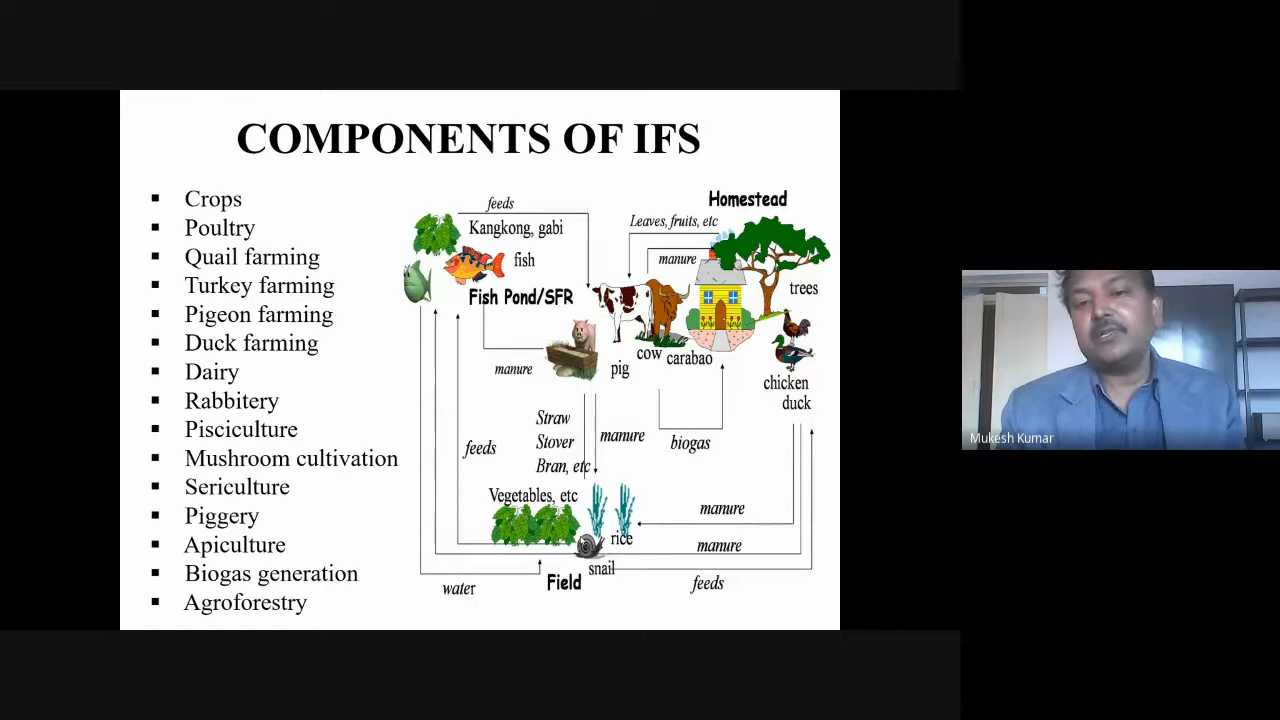 COMPONENTS OF IFS
▪ Crops
▪ Poultry
▪ Quail farming
▪ Turkey farming
▪ Pigeon farming
▪ Duck farming
▪ Dairy
▪ Rabbitery
▪ Pisciculture
▪ Mushroom cultivation
▪ Sericulture
▪ Piggery
▪ Apiculture
▪ Biogas generation
▪ Agroforestry
feeds
Kangkong, gabi
fish
Fish Pond/SFR
Homestead
Leaves, fruits, etc
manure
trees
cow
carabao
pig
chicken
duck
manure
Straw
Stover
Bran, etc
manure
biogas
feeds
Vegetables, etc
rice
snail
Field
water
manure
manure
feeds
Mukesh Kumar